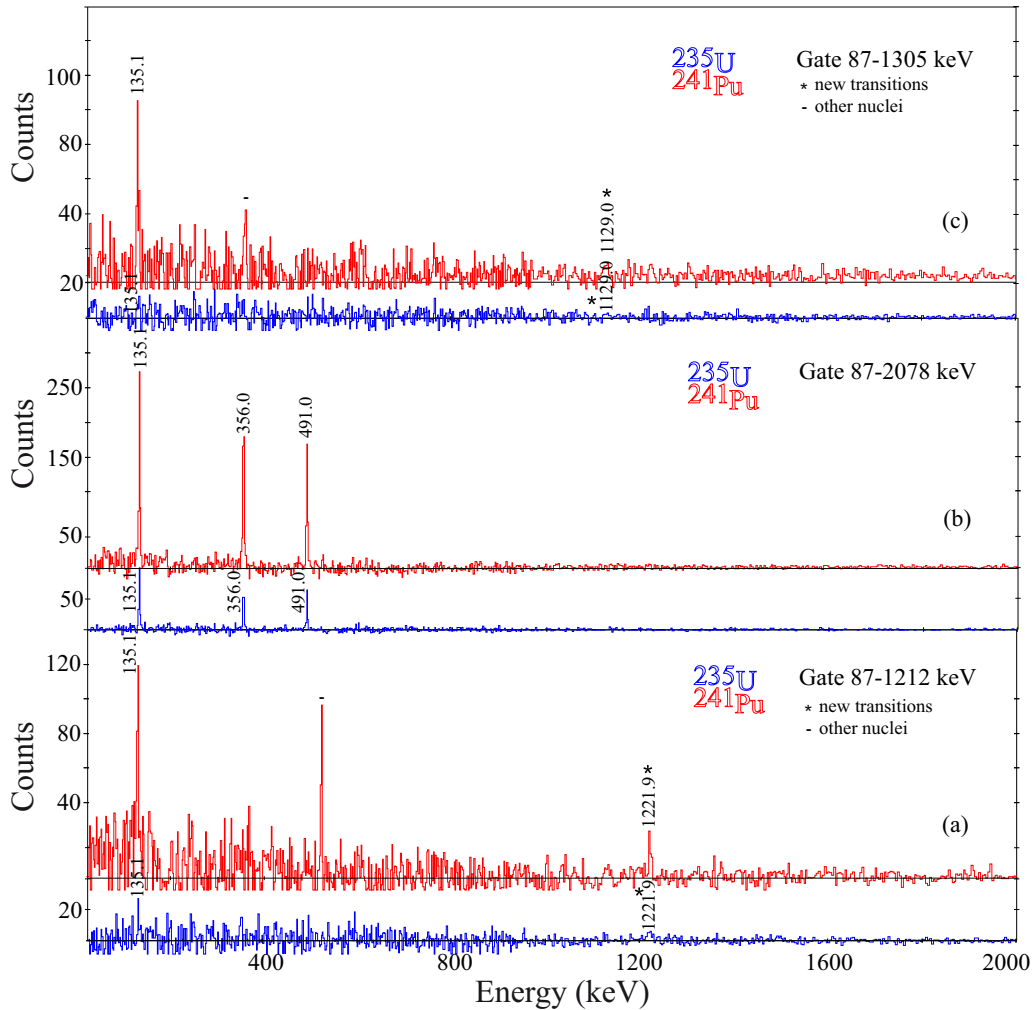 235U
241Pu
Gate 87-1305 keV
* new transitions
- other nuclei
135.1
-
1129.0 *
(c)
Counts
100
80
40
20
135.1
* 1129.0
235U
241Pu
Gate 87-2078 keV
135.1
356.0
491.0
(b)
Counts
250
150
50
50
135.1
356.0
491.0
235U
241Pu
Gate 87-1212 keV
* new transitions
- other nuclei
135.1
-
1221.9 *
(a)
Counts
120
80
40
20
135.1
* 1221.9
400
800
1200
1600
2000
Energy (keV)